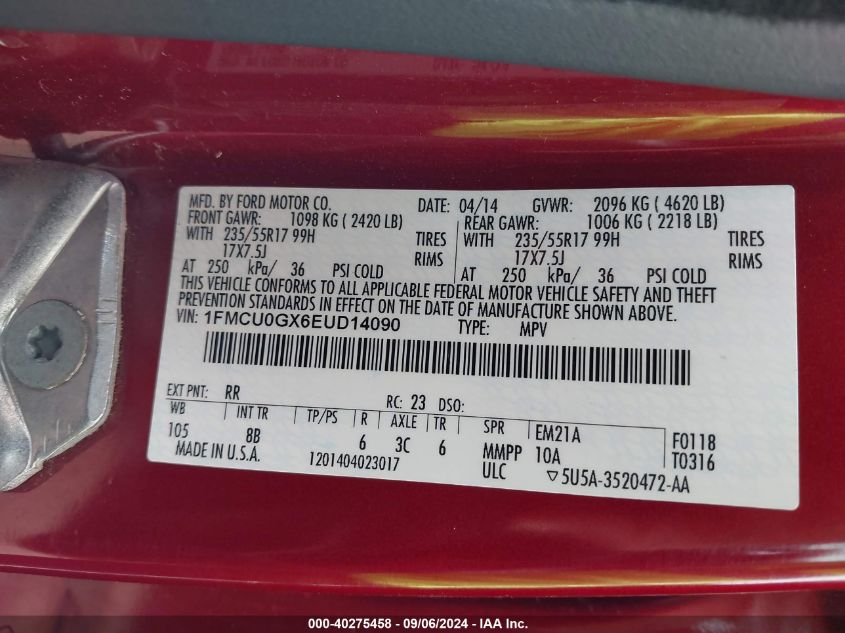 MFD. BY FORD MOTOR CO. DATE: 04/14 GVWR: 2096 KG ( 4620 LB)
FRONT GAWR: 1098 KG ( 2420 LB) REAR GAWR: 1006 KG ( 2218 LB)
WITH 235/55R17 99H TIRES WITH 235/55R17 99H TIRES
17X7.5J RIMS 17X7.5J RIMS
AT 250 kPa/ 36 PSI COLD AT 250 kPa/ 36 PSI COLD
THIS VEHICLE CONFORMS TO ALL APPLICABLE FEDERAL MOTOR VEHICLE SAFETY AND THEFT
PREVENTION STANDARDS IN EFFECT ON THE DATE OF MANUFACTURE SHOWN ABOVE.
VIN: 1FMCU0GX6EUD14090 TYPE: MPV
EXT PNT: RR RC: 23 DSO:
WB INT TR TP/PS R AXLE TR SPR EM21A F0118
105 8B 6 3C 6 MMPP 10A T0316
MADE IN U.S.A. 1201404023017 ULC ▽5U5A-3520472-AA
000-40275458 - 09/06/2024 - IAA Inc.